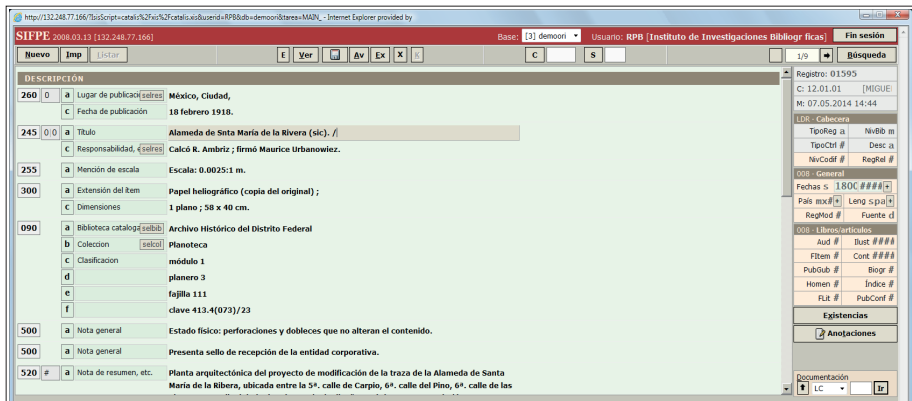 http://132.248.77.166/?IsisScript=catalis%2Fxis%2Fcatalis.xis&userid=RPB&db=demoori&tarea=MAIN_ - Internet Explorer provided by
SIFPE 2008.03.13 [132.248.77.166] Base: [3] demoori Usuario: RPB [Instituto de Investigaciones Bibliogr ficas] Fin sesión
Nuevo Imp Listar E Ver Av Ex X K C S 1/9 Búsqueda
DESCRIPCIÓN
260 0 a Lugar de publicació selres México, Ciudad,
c Fecha de publicación 18 febrero 1918.
245 0 0 a Título Alameda de Snta María de la Rivera (sic). /
c Responsabilidad, e selres Calcó R. Ambriz ; firmó Maurice Urbanowiez.
255 a Mención de escala Escala: 0.0025:1 m.
300 a Extensión del ítem Papel heliográfico (copia del original) ;
c Dimensiones 1 plano ; 58 x 40 cm.
090 a Biblioteca cataloga selbib Archivo Histórico del Distrito Federal
b Coleccion selcol Planoteca
c Clasificacion módulo 1
d planero 3
e fajilla 111
f clave 413.4(073)/23
500 a Nota general Estado físico: perforaciones y dobleces que no alteran el contenido.
500 a Nota general Presenta sello de recepción de la entidad corporativa.
520 # a Nota de resumen, etc. Planta arquitectónica del proyecto de modificación de la traza de la Alameda de Santa
María de la Ribera, ubicada entre la 5ª. calle de Carpio, 6ª. calle del Pino, 6ª. calle de las
Registro: 01595
C: 12.01.01 [MIGUE
M: 07.05.2014 14:44
LDR - Cabecera
TipoReg a NivBib m
TipoCtrl # Desc a
NivCodif # RegRel #
008 - General
Fechas s 1800 #### +
País mx# + Leng spa +
RegMod # Fuente d
008 - Libros/artículos
Aud # Ilust ####
FItem # Cont ####
PubGub # Biogr #
Homen # Índice #
FLit # PubConf #
Existencias
Anotaciones
Documentación
LC Ir